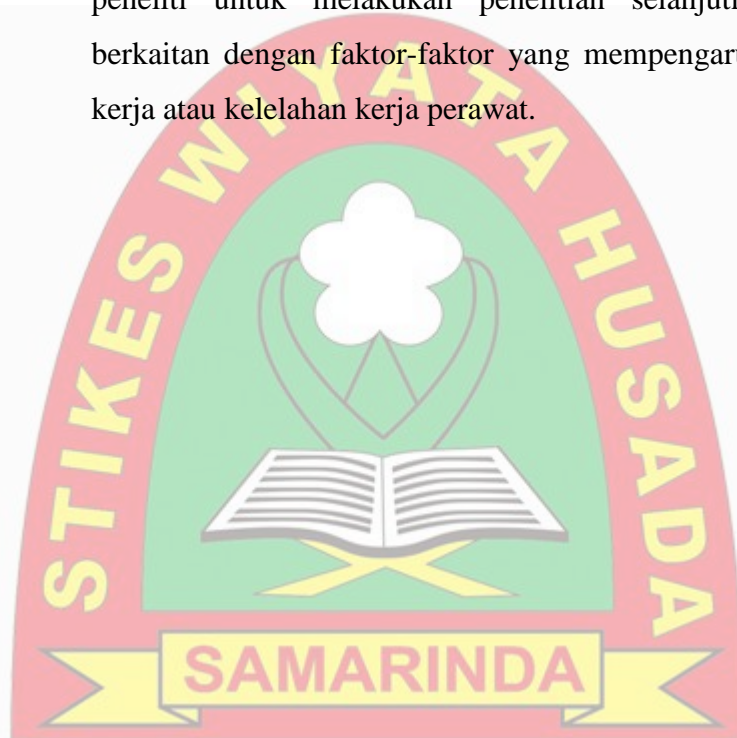 peneliti untuk melakukan penelitian
berkaitan dengan faktor-faktor yang
kerja atau kelelahan kerja perawat.
STIKES WIYATA HUSADA
SAMARINDA